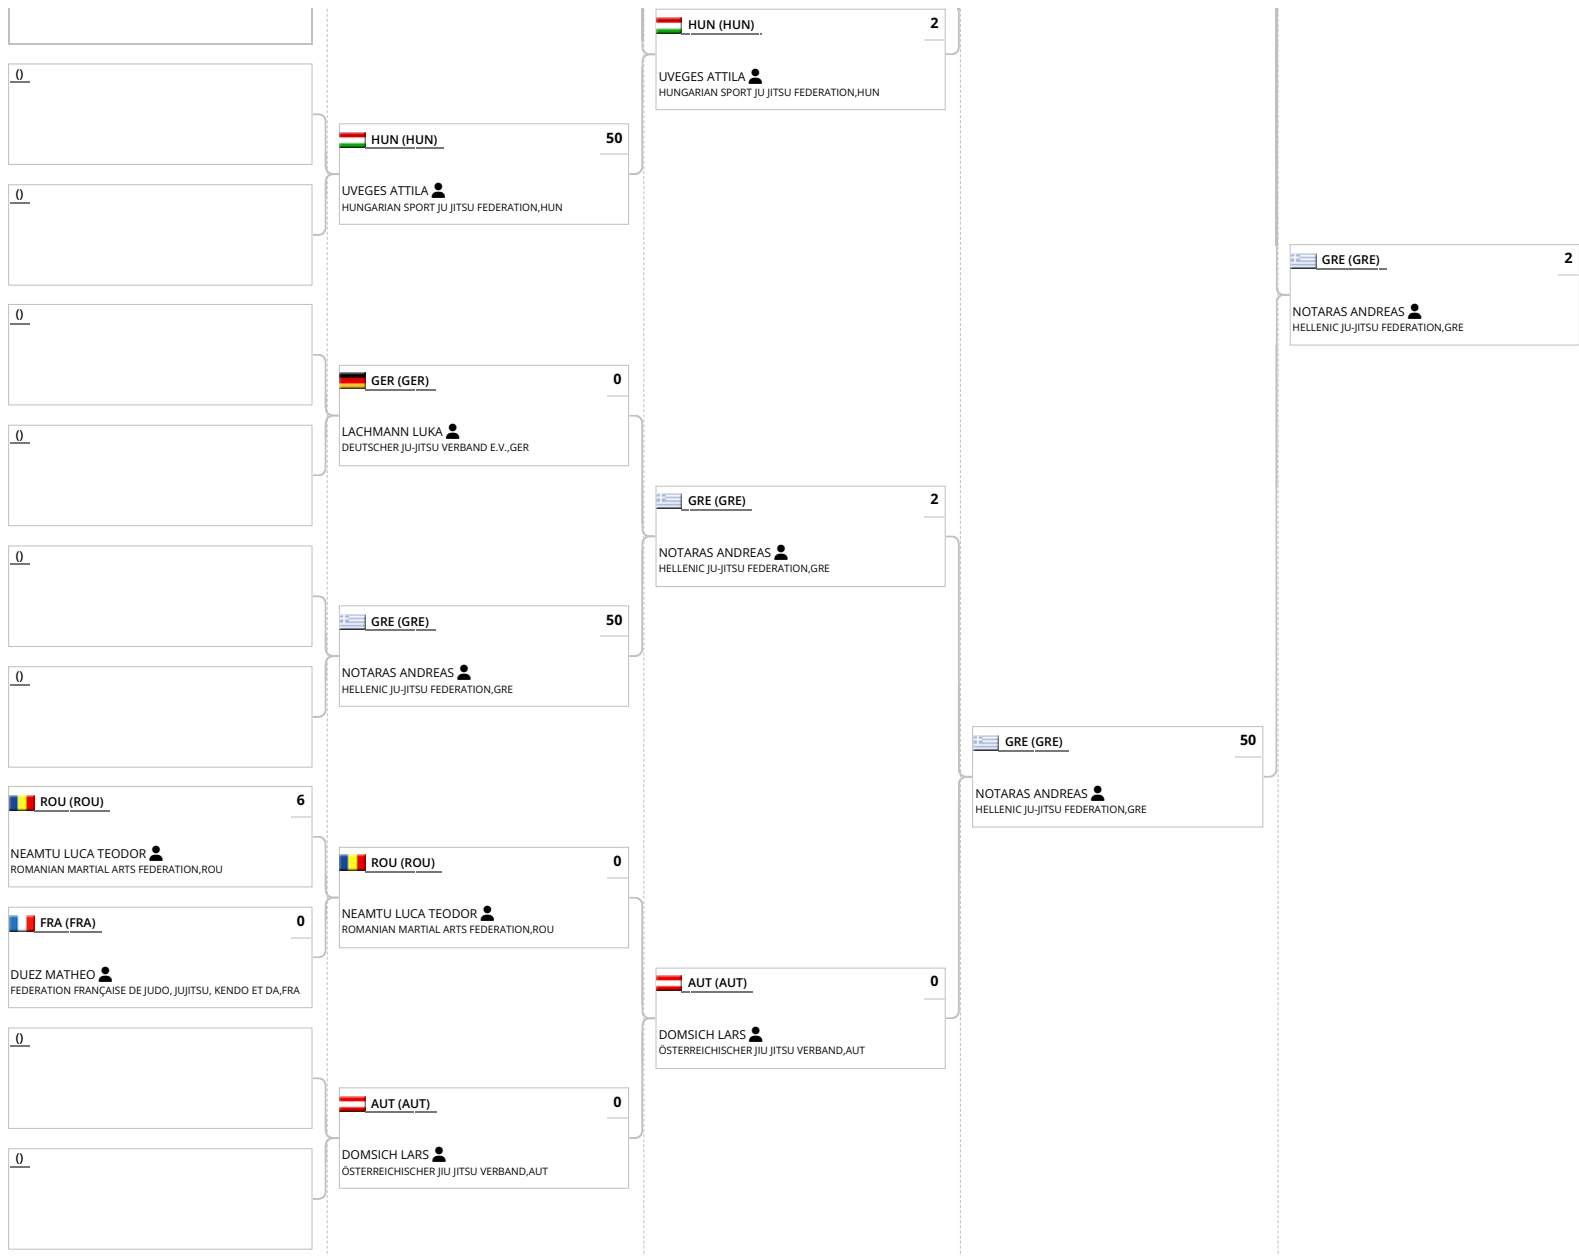 ()
()
()
()
()
()
ROU (ROU) 6
NEAMTU LUCA TEODOR
ROMANIAN MARTIAL ARTS FEDERATION,ROU
FRA (FRA) 0
DUEZ MATHEO
FEDERATION FRANÇAISE DE JUDO, JUJITSU, KENDO ET DA,FRA
()
()
HUN (HUN) 50
UVEGES ATTILA
HUNGARIAN SPORT JU JITSU FEDERATION,HUN
GER (GER) 0
LACHMANN LUKA
DEUTSCHER JU-JITSU VERBAND E.V.,GER
GRE (GRE) 50
NOTARAS ANDREAS
HELLENIC JU-JITSU FEDERATION,GRE
ROU (ROU) 0
NEAMTU LUCA TEODOR
ROMANIAN MARTIAL ARTS FEDERATION,ROU
AUT (AUT) 0
DOMSICH LARS
ÖSTERREICHISCHER JIU JITSU VERBAND,AUT
HUN (HUN) 2
UVEGES ATTILA
HUNGARIAN SPORT JU JITSU FEDERATION,HUN
GRE (GRE) 2
NOTARAS ANDREAS
HELLENIC JU-JITSU FEDERATION,GRE
AUT (AUT) 0
DOMSICH LARS
ÖSTERREICHISCHER JIU JITSU VERBAND,AUT
GRE (GRE) 50
NOTARAS ANDREAS
HELLENIC JU-JITSU FEDERATION,GRE
GRE (GRE) 2
NOTARAS ANDREAS
HELLENIC JU-JITSU FEDERATION,GRE